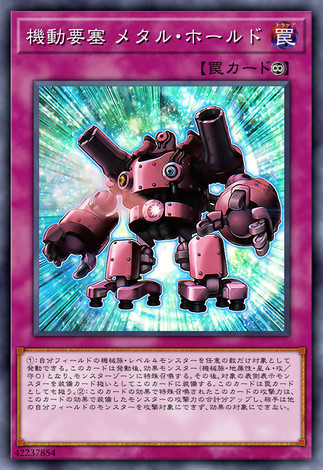 機動要塞 メタル・ホールド 罠
トラップ
【罠カード】
①:自分フィールドの機械族・レベル4モンスターを任意の数だけ対象として
発動できる。このカードは発動後、効果モンスター(機械族・地属性・星4・攻/
守0)となり、モンスターゾーンに特殊召喚する。その後、対象の表側表示モン
スターを装備カード扱いとしてこのカードに装備する。このカードは罠カード
としても扱う。②:このカードの効果で特殊召喚されたこのカードの攻撃力は、
このカードの効果で装備したモンスターの攻撃力の合計分アップし、相手は他
の自分フィールドのモンスターを攻撃対象にできず、効果の対象にできない。
42237854